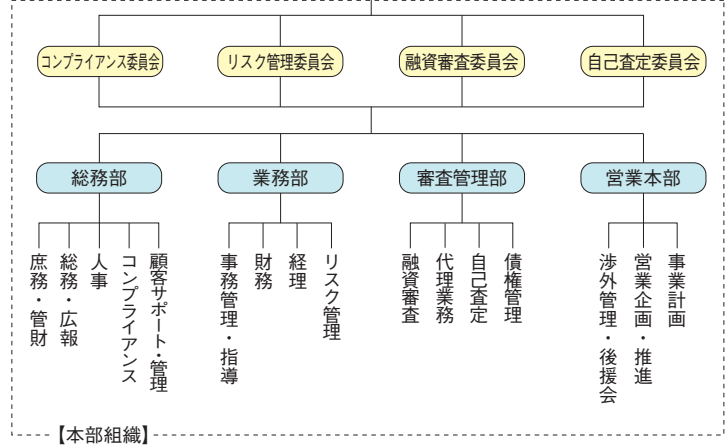 コンプライアンス委員会
リスク管理委員会
融資審査委員会
自己査定委員会
総務部
業務部
審査管理部
営業本部
庶務・管財
総務・広報
人事
コンプライアンス
顧客サポート・管理
事務管理・指導
財務
経理
リスク管理
融資審査
代理業務
自己査定
債権管理
渉外管理・後援会
営業企画・推進
事業計画
【本部組織】